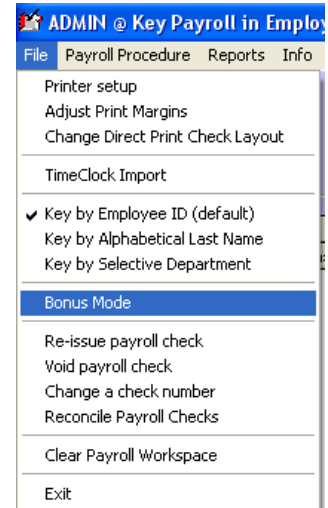 ADMIN @ Key Payroll in Employ
File Payroll Procedure Reports Info
Printer setup
Adjust Print Margins
Change Direct Print Check Layout
TimeClock Import
✓ Key by Employee ID (default)
Key by Alphabetical Last Name
Key by Selective Department
Bonus Mode
Re-issue payroll check
Void payroll check
Change a check number
Reconcile Payroll Checks
Clear Payroll Workspace
Exit